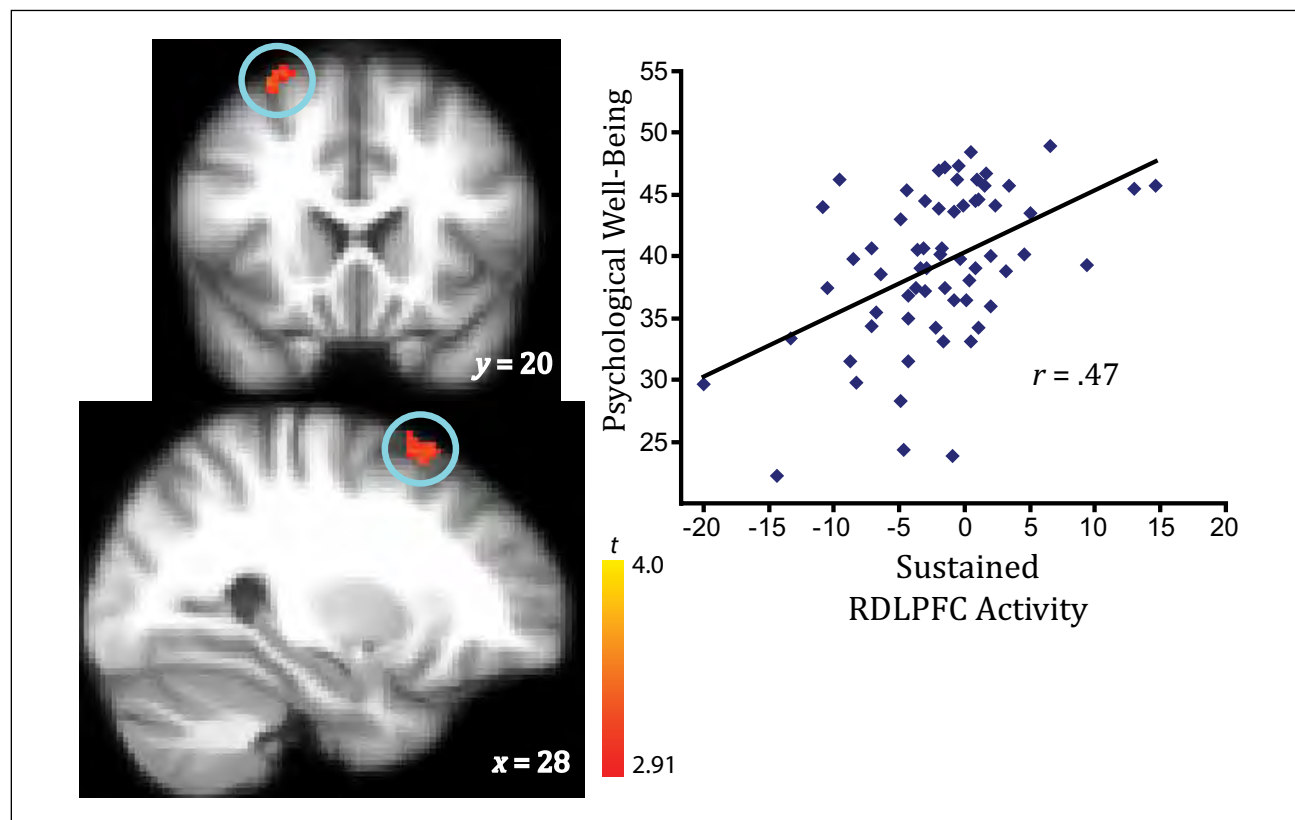 y = 20
x = 28
t
4.0
2.91
Psychological Well-Being
55
50
45
40
35
30
25
-20 -15 -10 -5 0 5 10 15 20
r = .47
Sustained
RDLPFC Activity